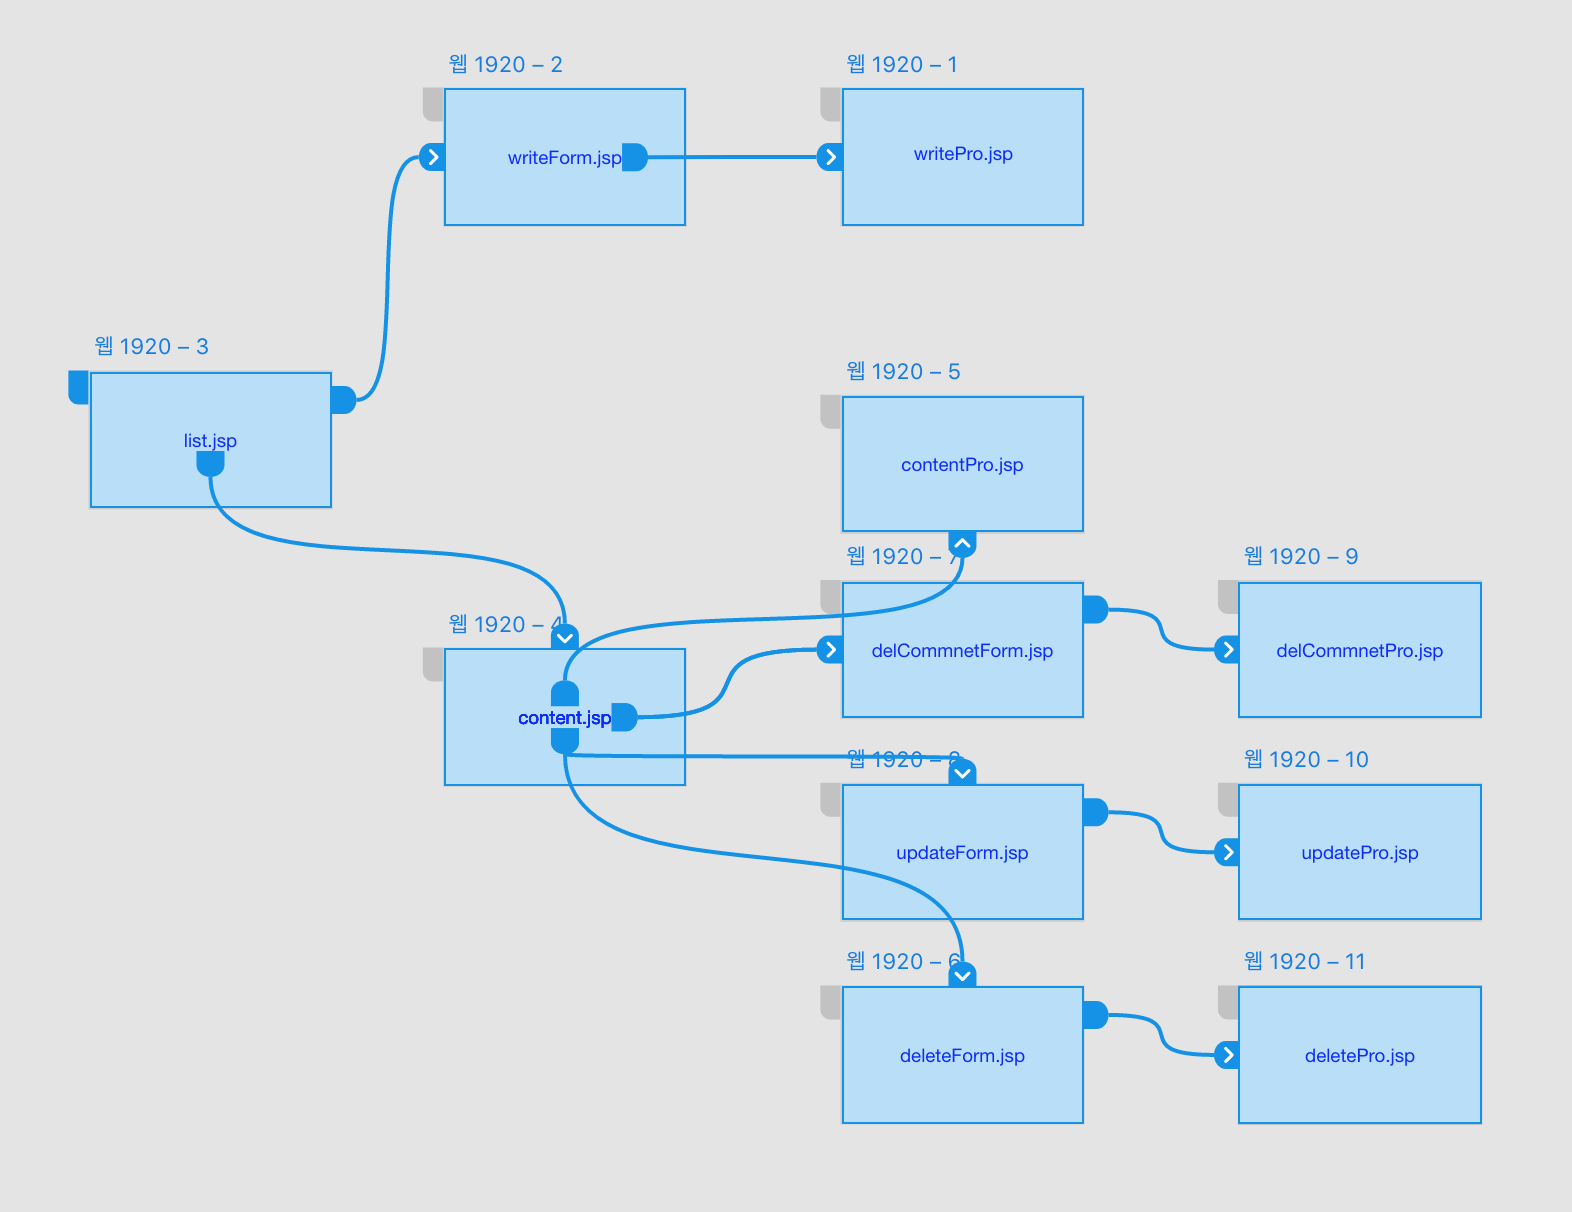 웹 1920 – 2
웹 1920 – 1
writeForm.jsp
writePro.jsp
웹 1920 – 3
list.jsp
웹 1920 – 5
contentPro.jsp
웹 1920 – 7
웹 1920 – 9
delCommnetForm.jsp
delCommnetPro.jsp
웹 1920 – 4
content.jsp
웹 1920 – 8
웹 1920 – 10
updateForm.jsp
updatePro.jsp
웹 1920 – 6
웹 1920 – 11
deleteForm.jsp
deletePro.jsp